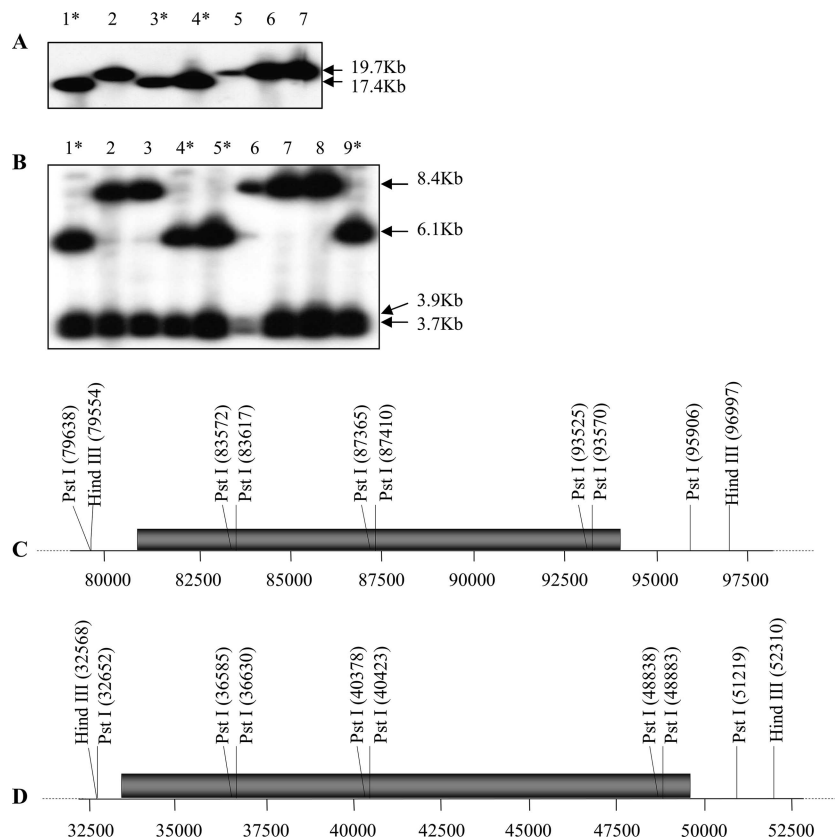 1* 2 3* 4* 5 6 7
A
19.7Kb
17.4Kb
1* 2 3 4* 5* 6 7 8 9*
B
8.4Kb
6.1Kb
3.9Kb
3.7Kb
Pst I (79638)
Hind III (79554)
Pst I (83572)
Pst I (83617)
Pst I (87365)
Pst I (87410)
Pst I (93525)
Pst I (93570)
Pst I (95906)
Hind III (96997)
C
80000 82500 85000 87500 90000 92500 95000 97500
Hind III (32568)
Pst I (32652)
Pst I (36585)
Pst I (36630)
Pst I (40378)
Pst I (40423)
Pst I (48838)
Pst I (48883)
Pst I (51219)
Hind III (52310)
D
32500 35000 37500 40000 42500 45000 47500 50000 52500